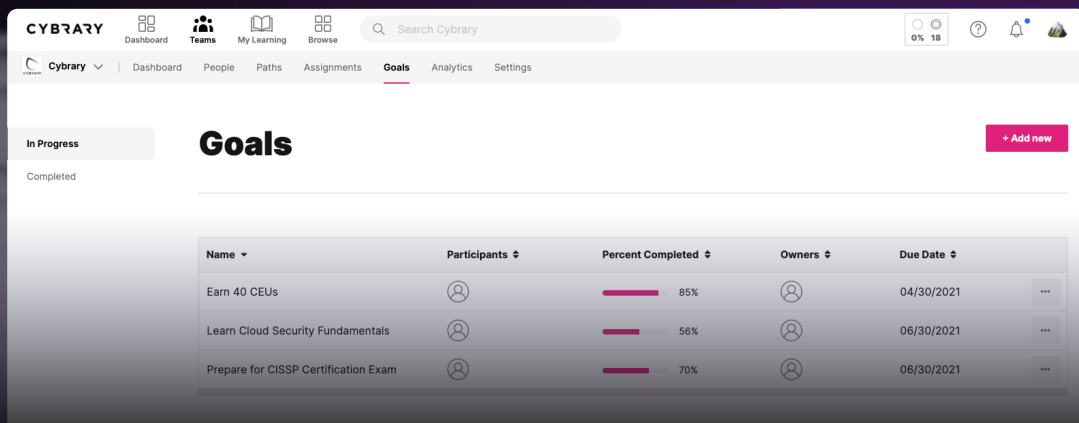 CYBRARY
Dashboard
Teams
My Learning
Browse
Search Cybrary
0% 18
Cybrary
Dashboard People Paths Assignments Goals Analytics Settings
In Progress
Completed
Goals
+ Add new
Name Participants Percent Completed Owners Due Date
Earn 40 CEUs 85% 04/30/2021
Learn Cloud Security Fundamentals 56% 06/30/2021
Prepare for CISSP Certification Exam 70% 06/30/2021